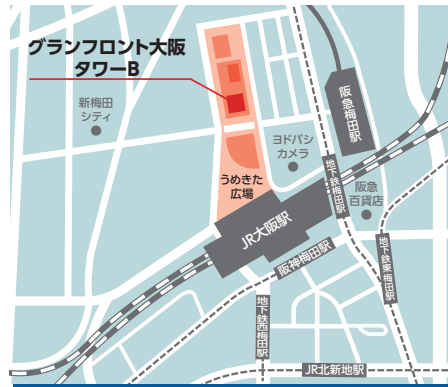 グランフロント大阪
タワーB
新梅田
シティ
阪急梅田駅
ヨドバシ
カメラ
地下鉄梅田駅
うめきた
広場
阪急
百貨店
JR大阪駅
阪神梅田駅
地下鉄東梅田駅
地下鉄西梅田駅
JR北新地駅